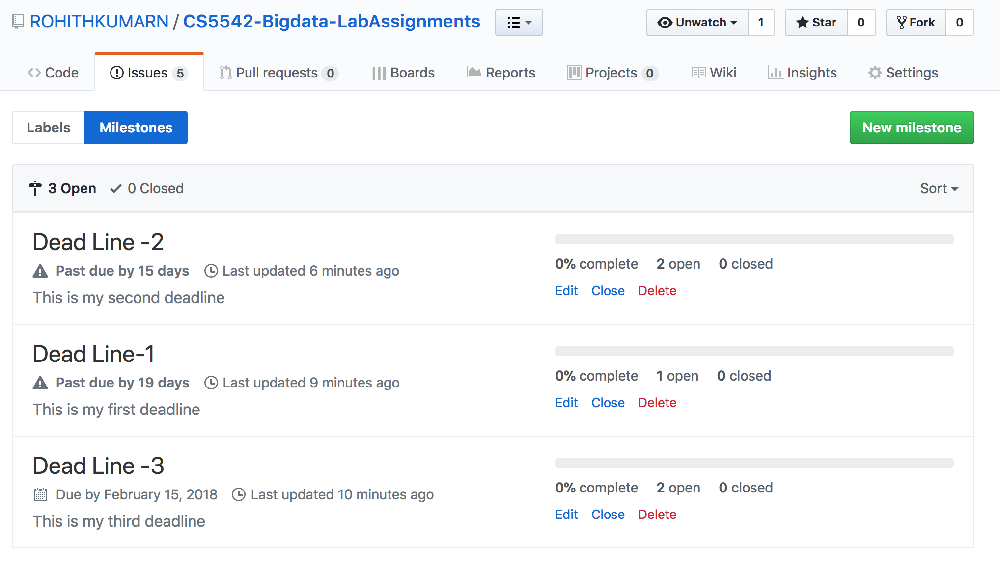 ROHITHKUMARN / CS5542-Bigdata-LabAssignments Unwatch 1 Star 0 Fork 0
Code Issues 5 Pull requests 0 Boards Reports Projects 0 Wiki Insights Settings
Labels Milestones New milestone
3 Open 0 Closed Sort
Dead Line -2
Past due by 15 days Last updated 6 minutes ago
This is my second deadline
0% complete 2 open 0 closed
Edit Close Delete
Dead Line-1
Past due by 19 days Last updated 9 minutes ago
This is my first deadline
0% complete 1 open 0 closed
Edit Close Delete
Dead Line -3
Due by February 15, 2018 Last updated 10 minutes ago
This is my third deadline
0% complete 2 open 0 closed
Edit Close Delete